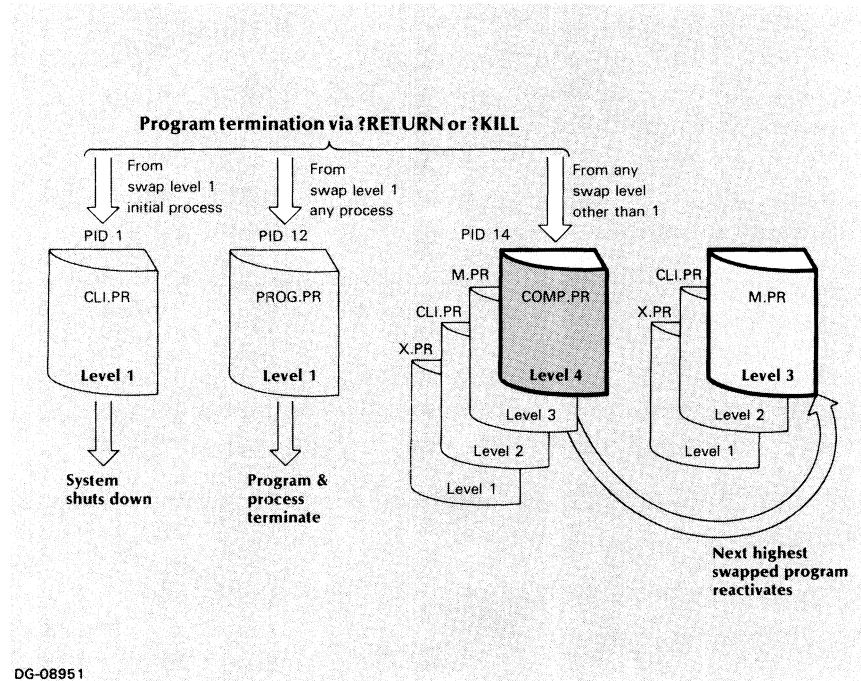 Program termination via ?RETURN or ?KILL
From
swap level 1
initial process
From
swap level 1
any process
From any
swap level
other than 1
PID 1
PID 12
PID 14
CLI.PR
Level 1
PROG.PR
Level 1
COMP.PR
Level 4
M.PR
Level 3
CLI.PR
Level 2
X.PR
Level 1
M.PR
Level 3
CLI.PR
Level 2
X.PR
Level 1
System
shuts down
Program &
process
terminate
Next highest
swapped program
reactivates
DG-08951